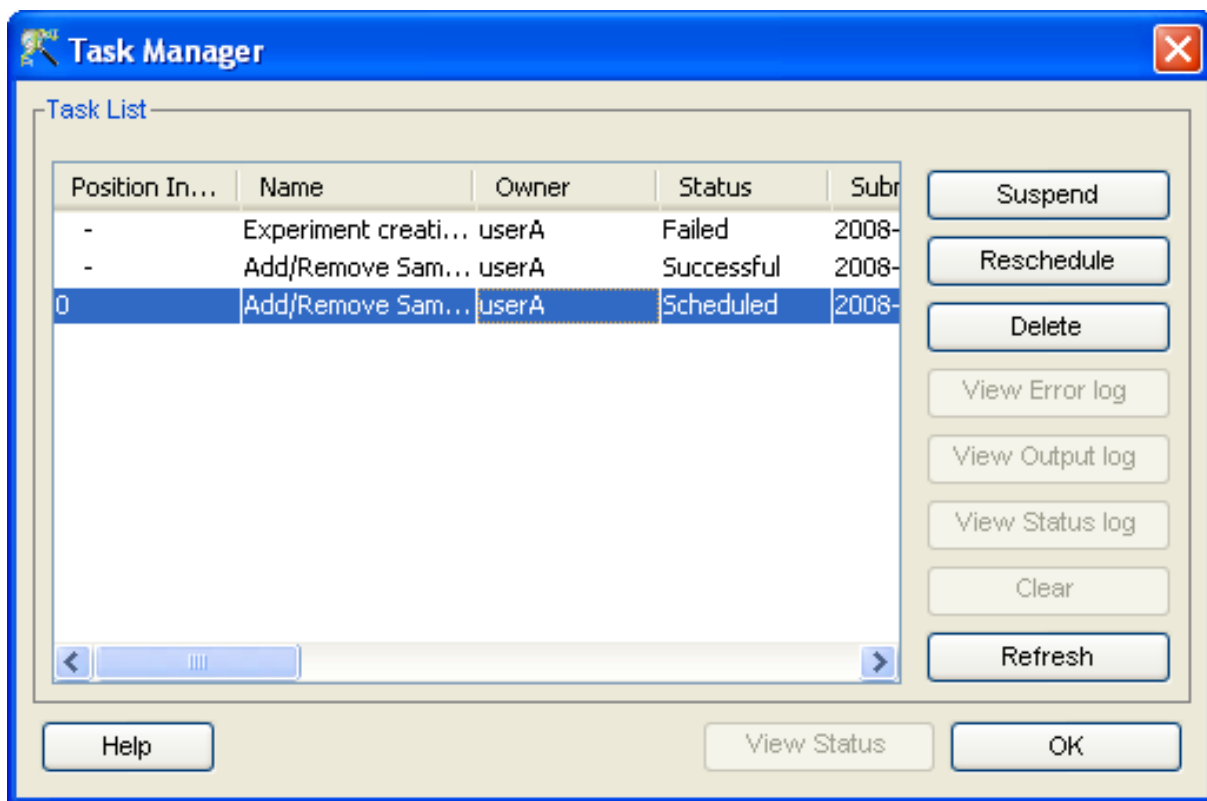 Task Manager
Task List
Position In... Name Owner Status Subr
- Experiment creati... userA Failed 2008-
- Add/Remove Sam... userA Successful 2008-
0 Add/Remove Sam... userA Scheduled 2008-
Suspend
Reschedule
Delete
View Error log
View Output log
View Status log
Clear
Refresh
Help
View Status
OK